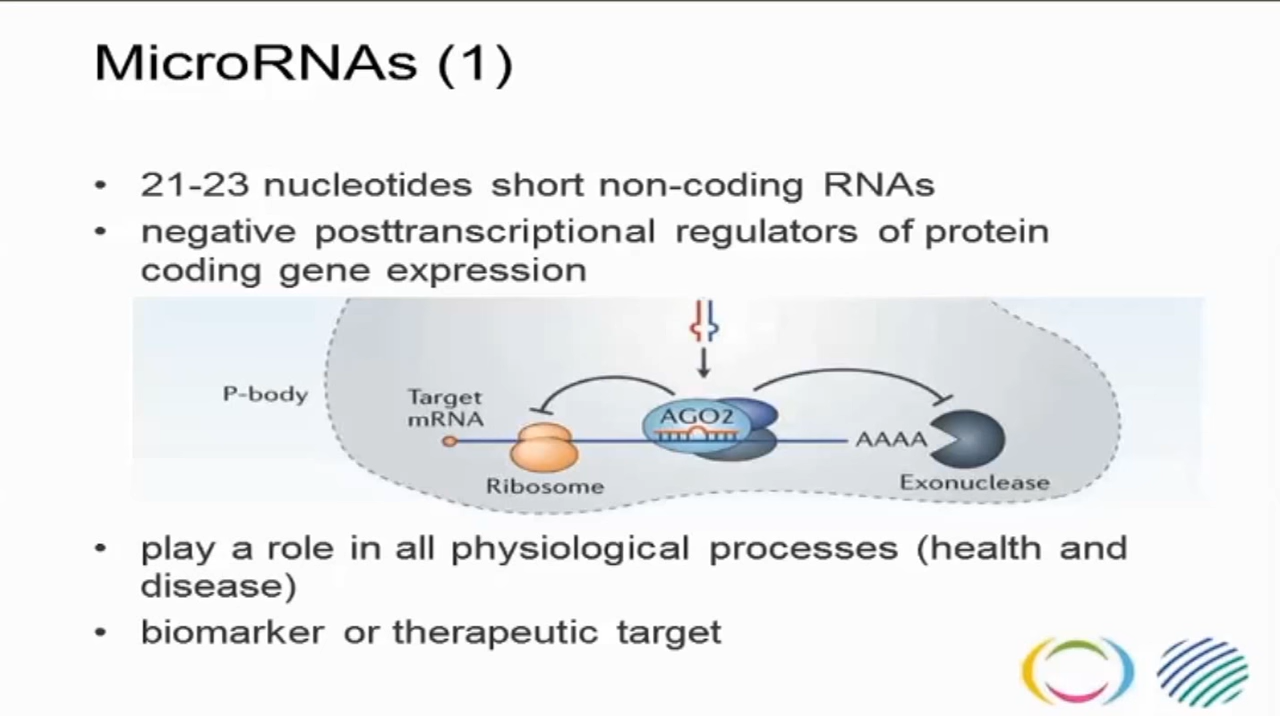 MicroRNAs (1)
• 21-23 nucleotides short non-coding RNAs
• negative posttranscriptional regulators of protein
coding gene expression
P-body
Target
mRNA
AGO2
AAAA
Ribosome
Exonuclease
• play a role in all physiological processes (health and
disease)
• biomarker or therapeutic target